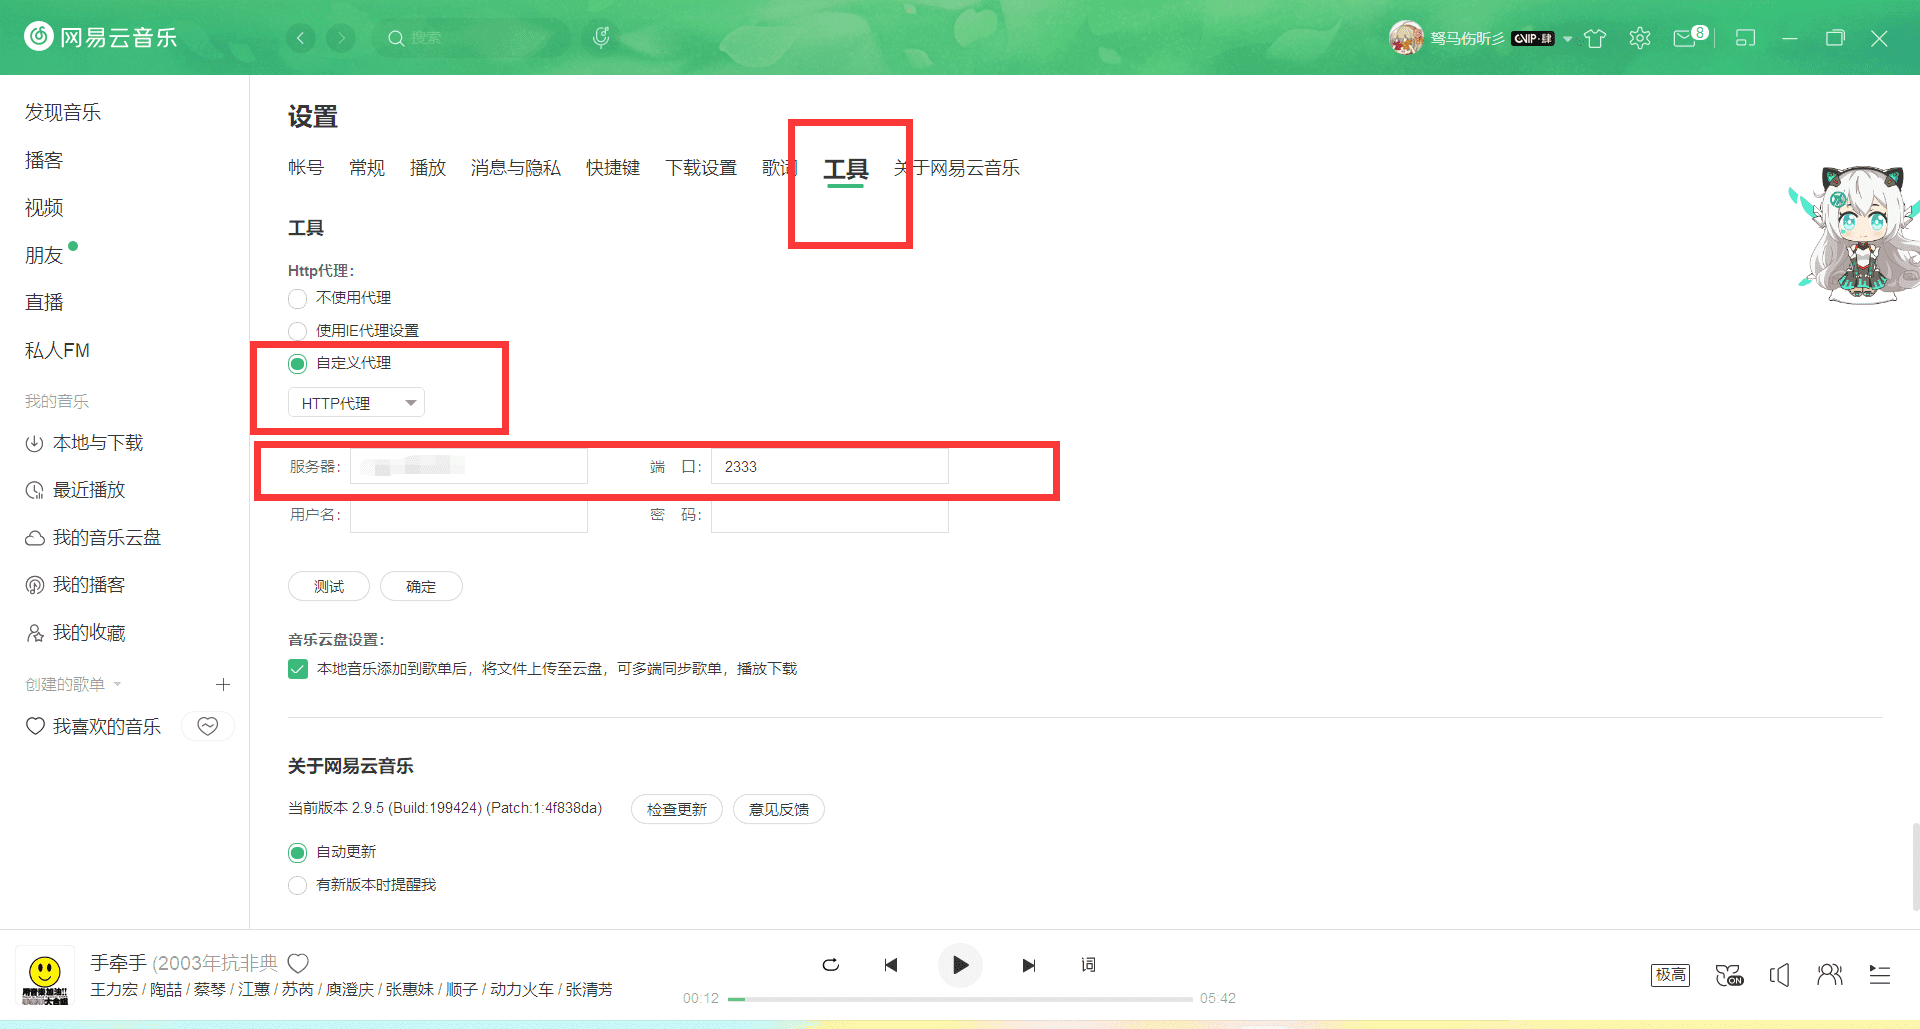 网易云音乐
搜索
驽马伤昕彡
CVIP·肆
8
发现音乐
播客
视频
朋友
直播
私人FM
我的音乐
本地与下载
最近播放
我的音乐云盘
我的播客
我的收藏
创建的歌单
我喜欢的音乐
设置
帐号 常规 播放 消息与隐私 快捷键 下载设置 歌词 工具 关于网易云音乐
工具
Http代理：
不使用代理
使用IE代理设置
自定义代理
HTTP代理
服务器： 端 口： 2333
用户名： 密 码：
测试 确定
音乐云盘设置：
本地音乐添加到歌单后，将文件上传至云盘，可多端同步歌单，播放下载
关于网易云音乐
当前版本 2.9.5 (Build:199424) (Patch:1:4f838da) 检查更新 意见反馈
自动更新
有新版本时提醒我
手牵手 (2003年抗非典
王力宏 / 陶喆 / 蔡琴 / 江蕙 / 苏芮 / 庾澄庆 / 张惠妹 / 顺子 / 动力火车 / 张清芳
00:12 05:42
词
极高
ON